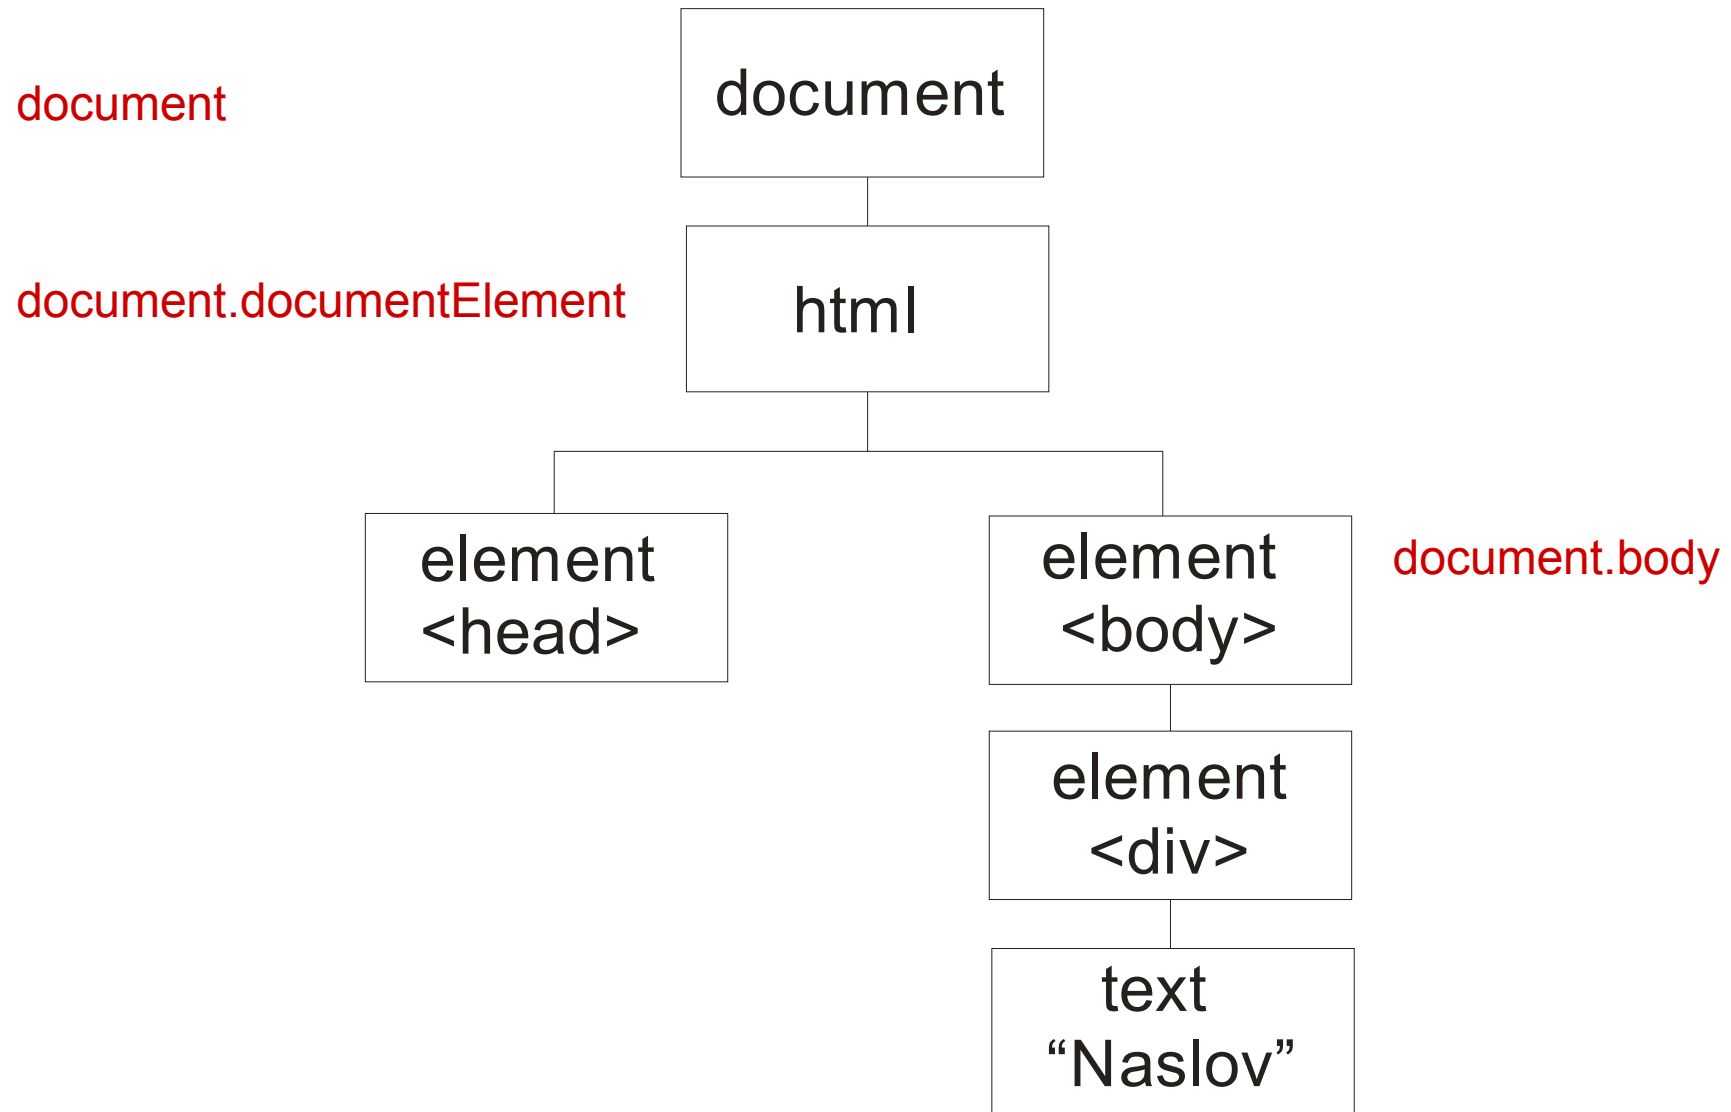 document
document
document.documentElement
html
element
<head>
element
<body>
document.body
element
<div>
text
“Naslov”